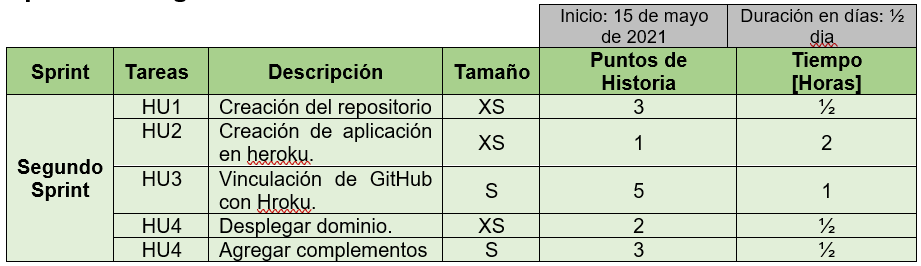 Inicio: 15 de mayo
de 2021
Duración en días: ½
dia
Sprint
Tareas
Descripción
Tamaño
Puntos de
Historia
Tiempo
[Horas]
Segundo
Sprint
HU1
Creación del repositorio
XS
3
½
HU2
Creación de aplicación
en heroku.
XS
1
2
HU3
Vinculación de GitHub
con Hroku.
S
5
1
HU4
Desplegar dominio.
XS
2
½
HU4
Agregar complementos
S
3
½